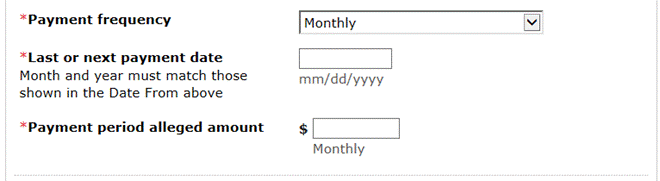 *Payment frequency Monthly
*Last or next payment date
Month and year must match those mm/dd/yyyy
shown in the Date From above
*Payment period alleged amount $
Monthly